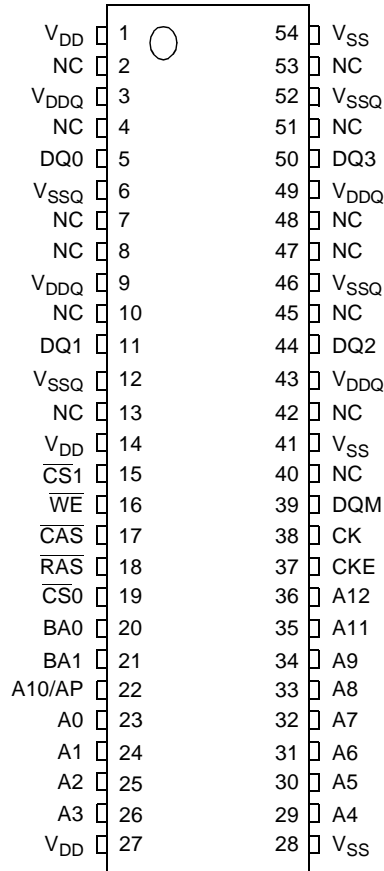 VDD 1 54 VSS
NC 2 53 NC
VDDQ 3 52 VSSQ
NC 4 51 NC
DQ0 5 50 DQ3
VSSQ 6 49 VDDQ
NC 7 48 NC
NC 8 47 NC
VDDQ 9 46 VSSQ
NC 10 45 NC
DQ1 11 44 DQ2
VSSQ 12 43 VDDQ
NC 13 42 NC
VDD 14 41 VSS
C̅S̅1 15 40 NC
W̅E̅ 16 39 DQM
C̅A̅S̅ 17 38 CK
R̅A̅S̅ 18 37 CKE
C̅S̅0 19 36 A12
BA0 20 35 A11
BA1 21 34 A9
A10/AP 22 33 A8
A0 23 32 A7
A1 24 31 A6
A2 25 30 A5
A3 26 29 A4
VDD 27 28 VSS